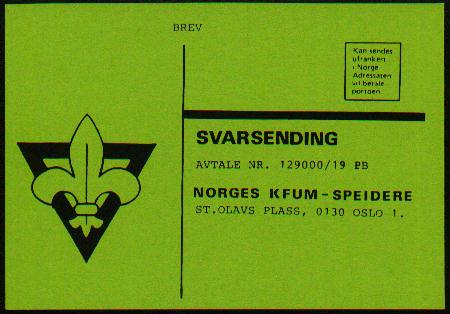 BREV
Kan sendes
ufrankert
i Norge.
Adressaten
vil betale
portoen.
SVARSENDING
AVTALE NR. 129000/19 PB
NORGES KFUM-SPEIDERE
ST.OLAVS PLASS, 0130 OSLO 1.